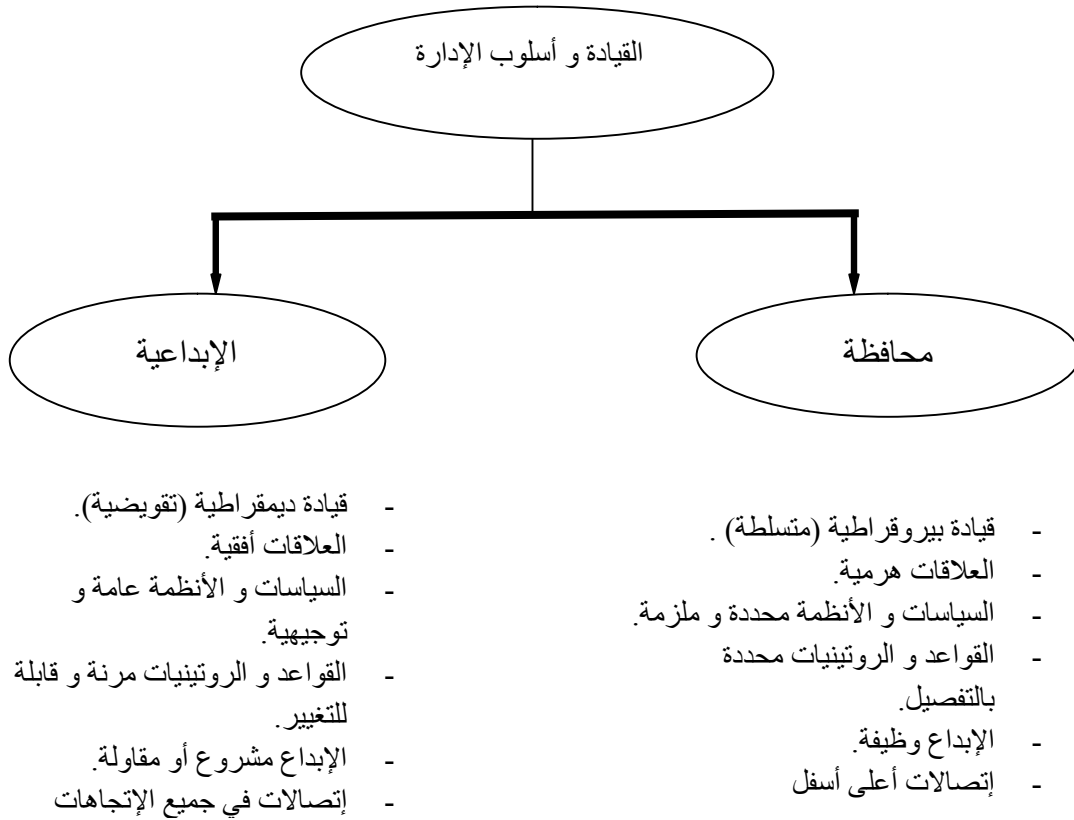 القيادة و أسلوب الإدارة
محافظة
الإبداعية
- قيادة بيروقراطية (متسلطة) .
- العلاقات هرمية.
- السياسات و الأنظمة محددة و ملزمة.
- القواعد و الروتينيات محددة
بالتفصيل.
- الإبداع وظيفة.
- إتصالات أعلى أسفل
- قيادة ديمقراطية (تقويضية).
- العلاقات أفقية.
- السياسات و الأنظمة عامة و
توجيهية.
- القواعد و الروتينيات مرنة و قابلة
للتغيير.
- الإبداع مشروع أو مقاولة.
- إتصالات في جميع الإتجاهات